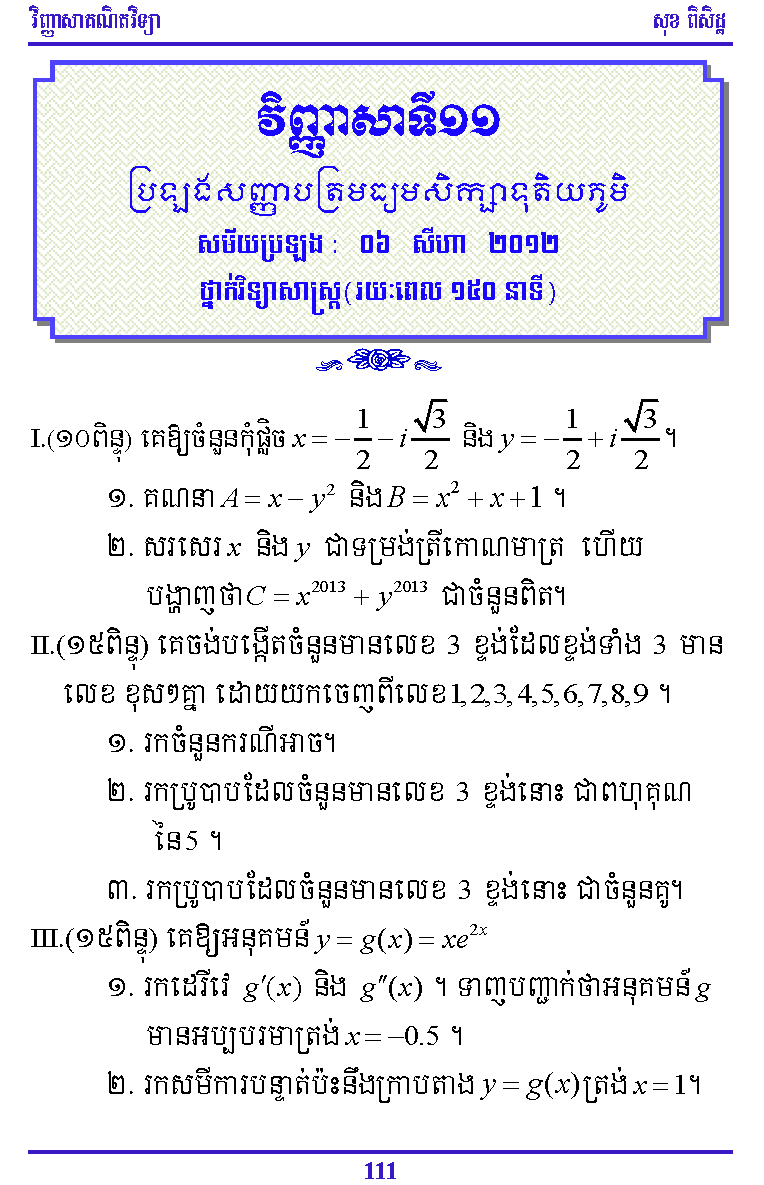 វិញ្ញាសាគណិតវិទ្យា សុខ ពិសិដ្ឋ
វិញ្ញាសាទី១១
ប្រឡងសញ្ញាបត្រមធ្យមសិក្សាទុតិយភូមិ
សម័យប្រឡង : ០៦ សីហា ២០១២
ថ្នាក់វិទ្យាសាស្ត្រ(រយៈពេល ១៥០ នាទី)
I.(១០ពិន្ទុ) គេឱ្យចំនួនកុំផ្លិច x = −1/2 − i √3/2 និង y = −1/2 + i √3/2 ។
១. គណនា A = x − y² និង B = x² + x + 1 ។
២. សរសេរ x និង y ជាទម្រង់ត្រីកោណមាត្រ ហើយ
បង្ហាញថា C = x²⁰¹³ + y²⁰¹³ ជាចំនួនពិត។
II.(១៥ពិន្ទុ) គេចង់បង្កើតចំនួនមានលេខ 3 ខ្ទង់ដែលខ្ទង់ទាំង 3 មាន
លេខ ខុសៗគ្នា ដោយយកចេញពីលេខ1,2,3,4,5,6,7,8,9 ។
១. រកចំនួនករណីអាច។
២. រកប្រូបាបដែលចំនួនមានលេខ 3 ខ្ទង់នោះ ជាពហុគុណ
នៃ5 ។
៣. រកប្រូបាបដែលចំនួនមានលេខ 3 ខ្ទង់នោះ ជាចំនួនគូ។
III.(១៥ពិន្ទុ) គេឱ្យអនុគមន៍ y = g(x) = xe²ˣ
១. រកដេរីវេ g′(x) និង g″(x) ។ ទាញបញ្ជាក់ថាអនុគមន៍ g
មានអប្បបរមាត្រង់ x = −0.5 ។
២. រកសមីការបន្ទាត់ប៉ះនឹងក្រាបតាង y = g(x) ត្រង់ x = 1។
111